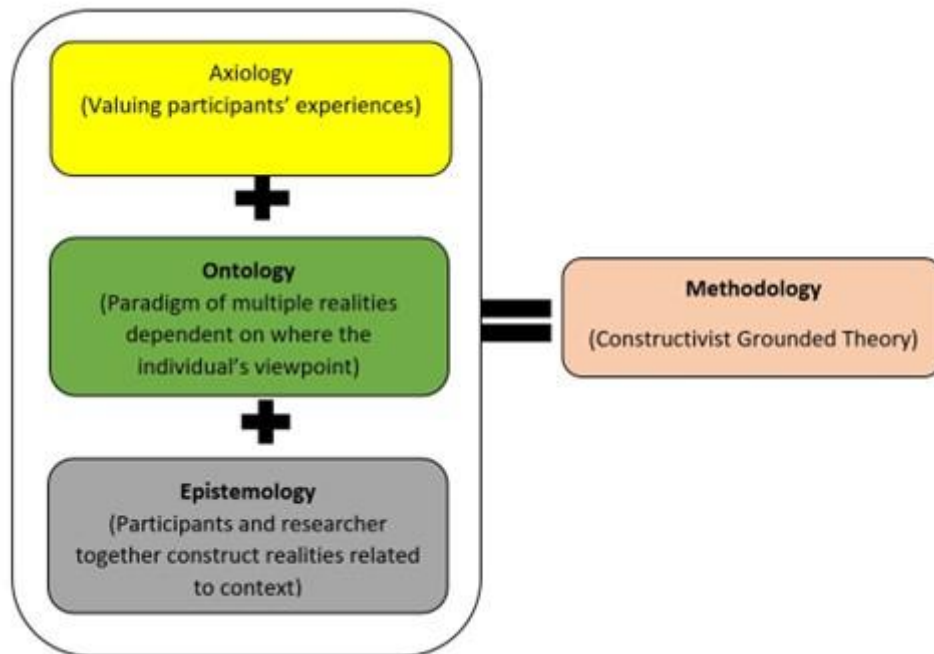 Axiology
(Valuing participants' experiences)
Ontology
(Paradigm of multiple realities
dependent on where the
individual's viewpoint)
Epistemology
(Participants and researcher
together construct realities related
to context)
Methodology
(Constructivist Grounded Theory)